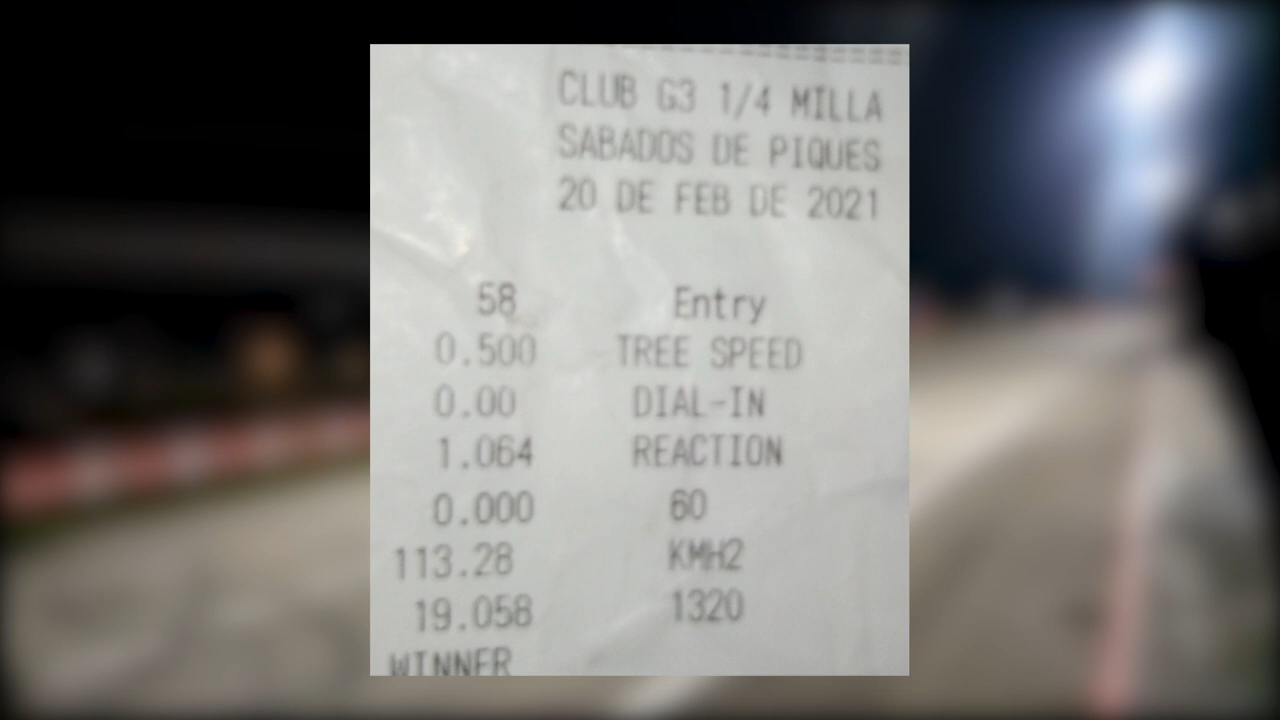 CLUB G3 1/4 MILLA
SABADOS DE PIQUES
20 DE FEB DE 2021
58 Entry
0.500 TREE SPEED
0.00 DIAL-IN
1.064 REACTION
0.000 60
113.28 KMH2
19.058 1320
WINNER